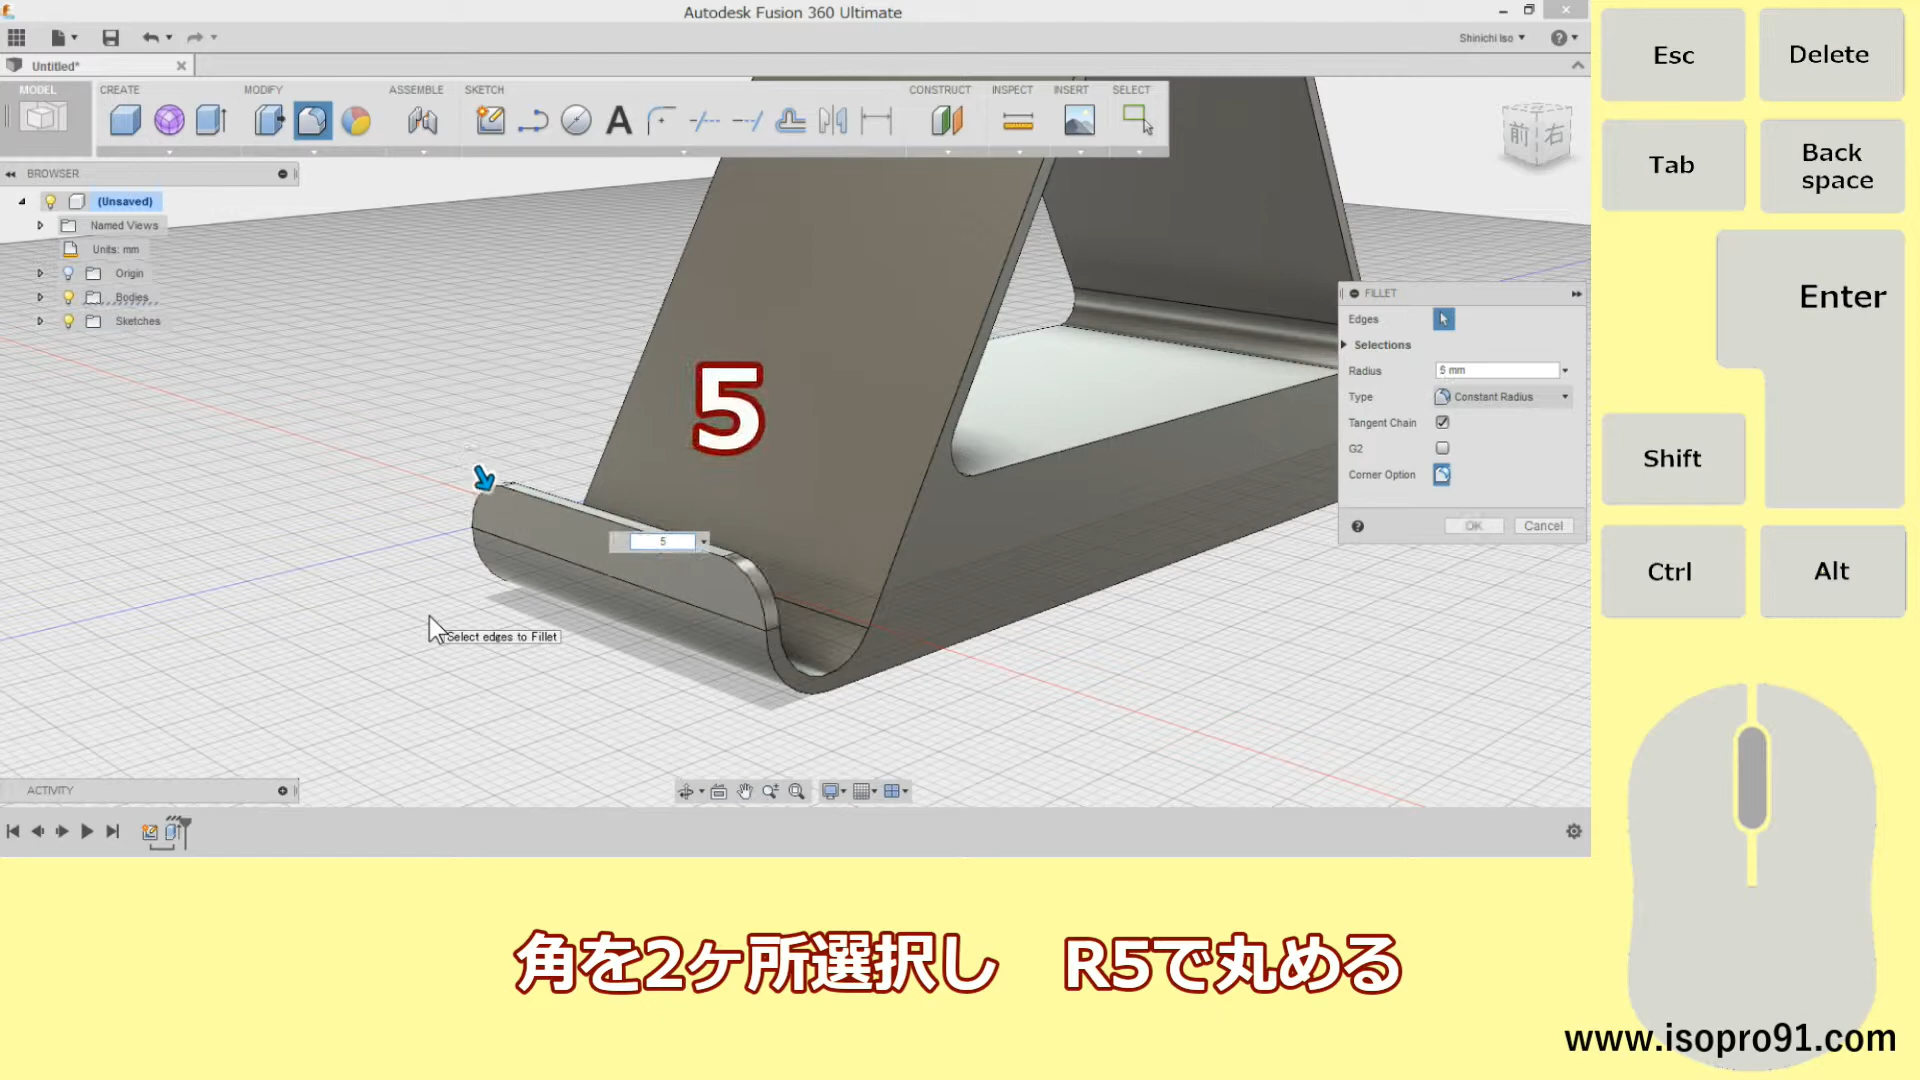 Autodesk Fusion 360 Ultimate
Shinichi Iso
Untitled*
MODEL
CREATE
MODIFY
ASSEMBLE
SKETCH
CONSTRUCT
INSPECT
INSERT
SELECT
BROWSER
(Unsaved)
Named Views
Units: mm
Origin
Bodies
Sketches
前
右
FILLET
Edges
Selections
Radius
5 mm
Type
Constant Radius
Tangent Chain
G2
Corner Option
OK
Cancel
5
5
Select edges to Fillet
ACTIVITY
Esc
Delete
Tab
Back
space
Enter
Shift
Ctrl
Alt
角を2ヶ所選択し　R5で丸める
www.isopro91.com